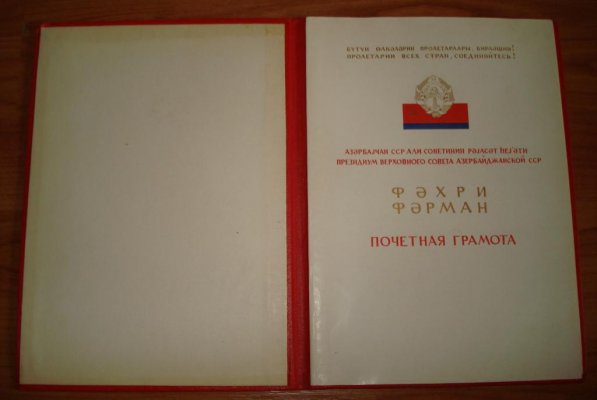 БҮТҮН ӨЛКӘЛӘРИН ПРОЛЕТАРЛАРЫ, БИРЛӘШИН!
ПРОЛЕТАРИИ ВСЕХ СТРАН, СОЕДИНЯЙТЕСЬ!
АЗӘРБАЈҸАН ССР АЛИ СОВЕТИНИН РӘЈАСӘТ ҺЕЈ'ӘТИ
ПРЕЗИДИУМ ВЕРХОВНОГО СОВЕТА АЗЕРБАЙДЖАНСКОЙ ССР
ФӘХРИ
ФӘРМАН
ПОЧЕТНАЯ ГРАМОТА